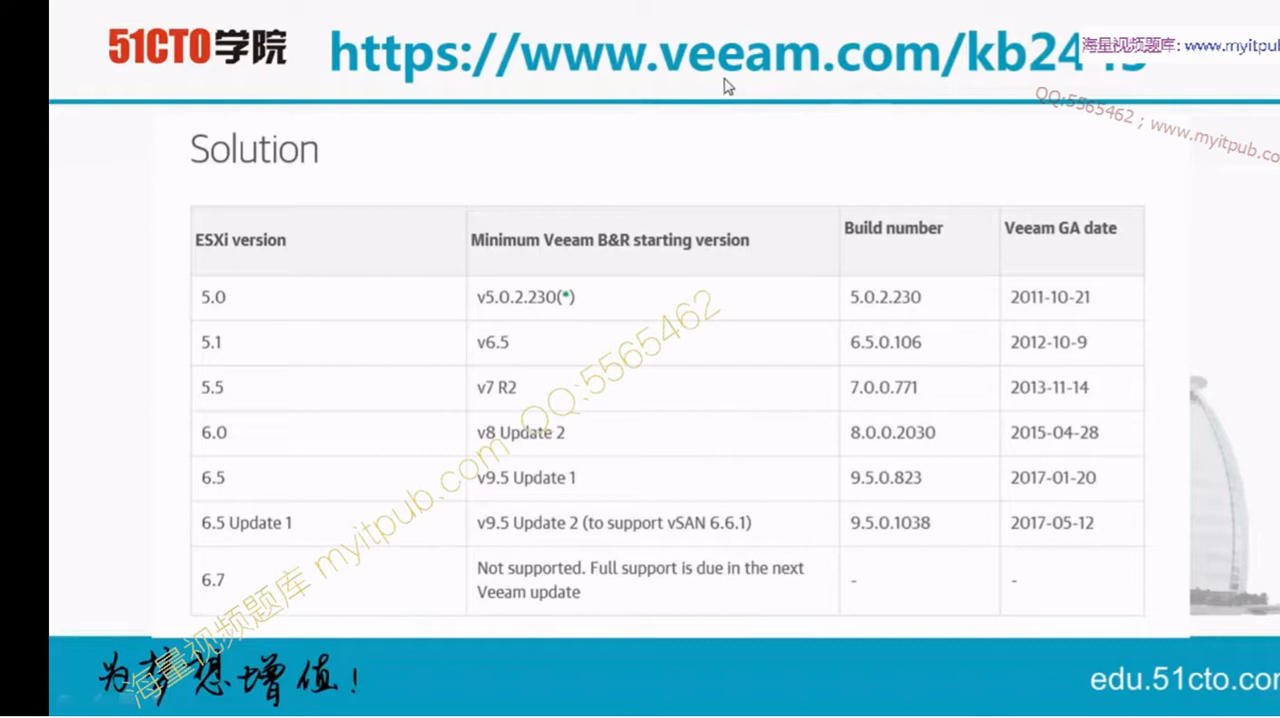 51CTO学院
https://www.veeam.com/kb24
海量视频题库: www.myitpub
QQ:5565462 ; www.myitpub.co
Solution
ESXi version Minimum Veeam B&R starting version Build number Veeam GA date
5.0 v5.0.2.230(*) 5.0.2.230 2011-10-21
5.1 v6.5 6.5.0.106 2012-10-9
5.5 v7 R2 7.0.0.771 2013-11-14
6.0 v8 Update 2 8.0.0.2030 2015-04-28
6.5 v9.5 Update 1 9.5.0.823 2017-01-20
6.5 Update 1 v9.5 Update 2 (to support vSAN 6.6.1) 9.5.0.1038 2017-05-12
6.7 Not supported. Full support is due in the next - -
Veeam update
海量视频题库 myitpub.com QQ:5565462
为梦想增值!
edu.51cto.com